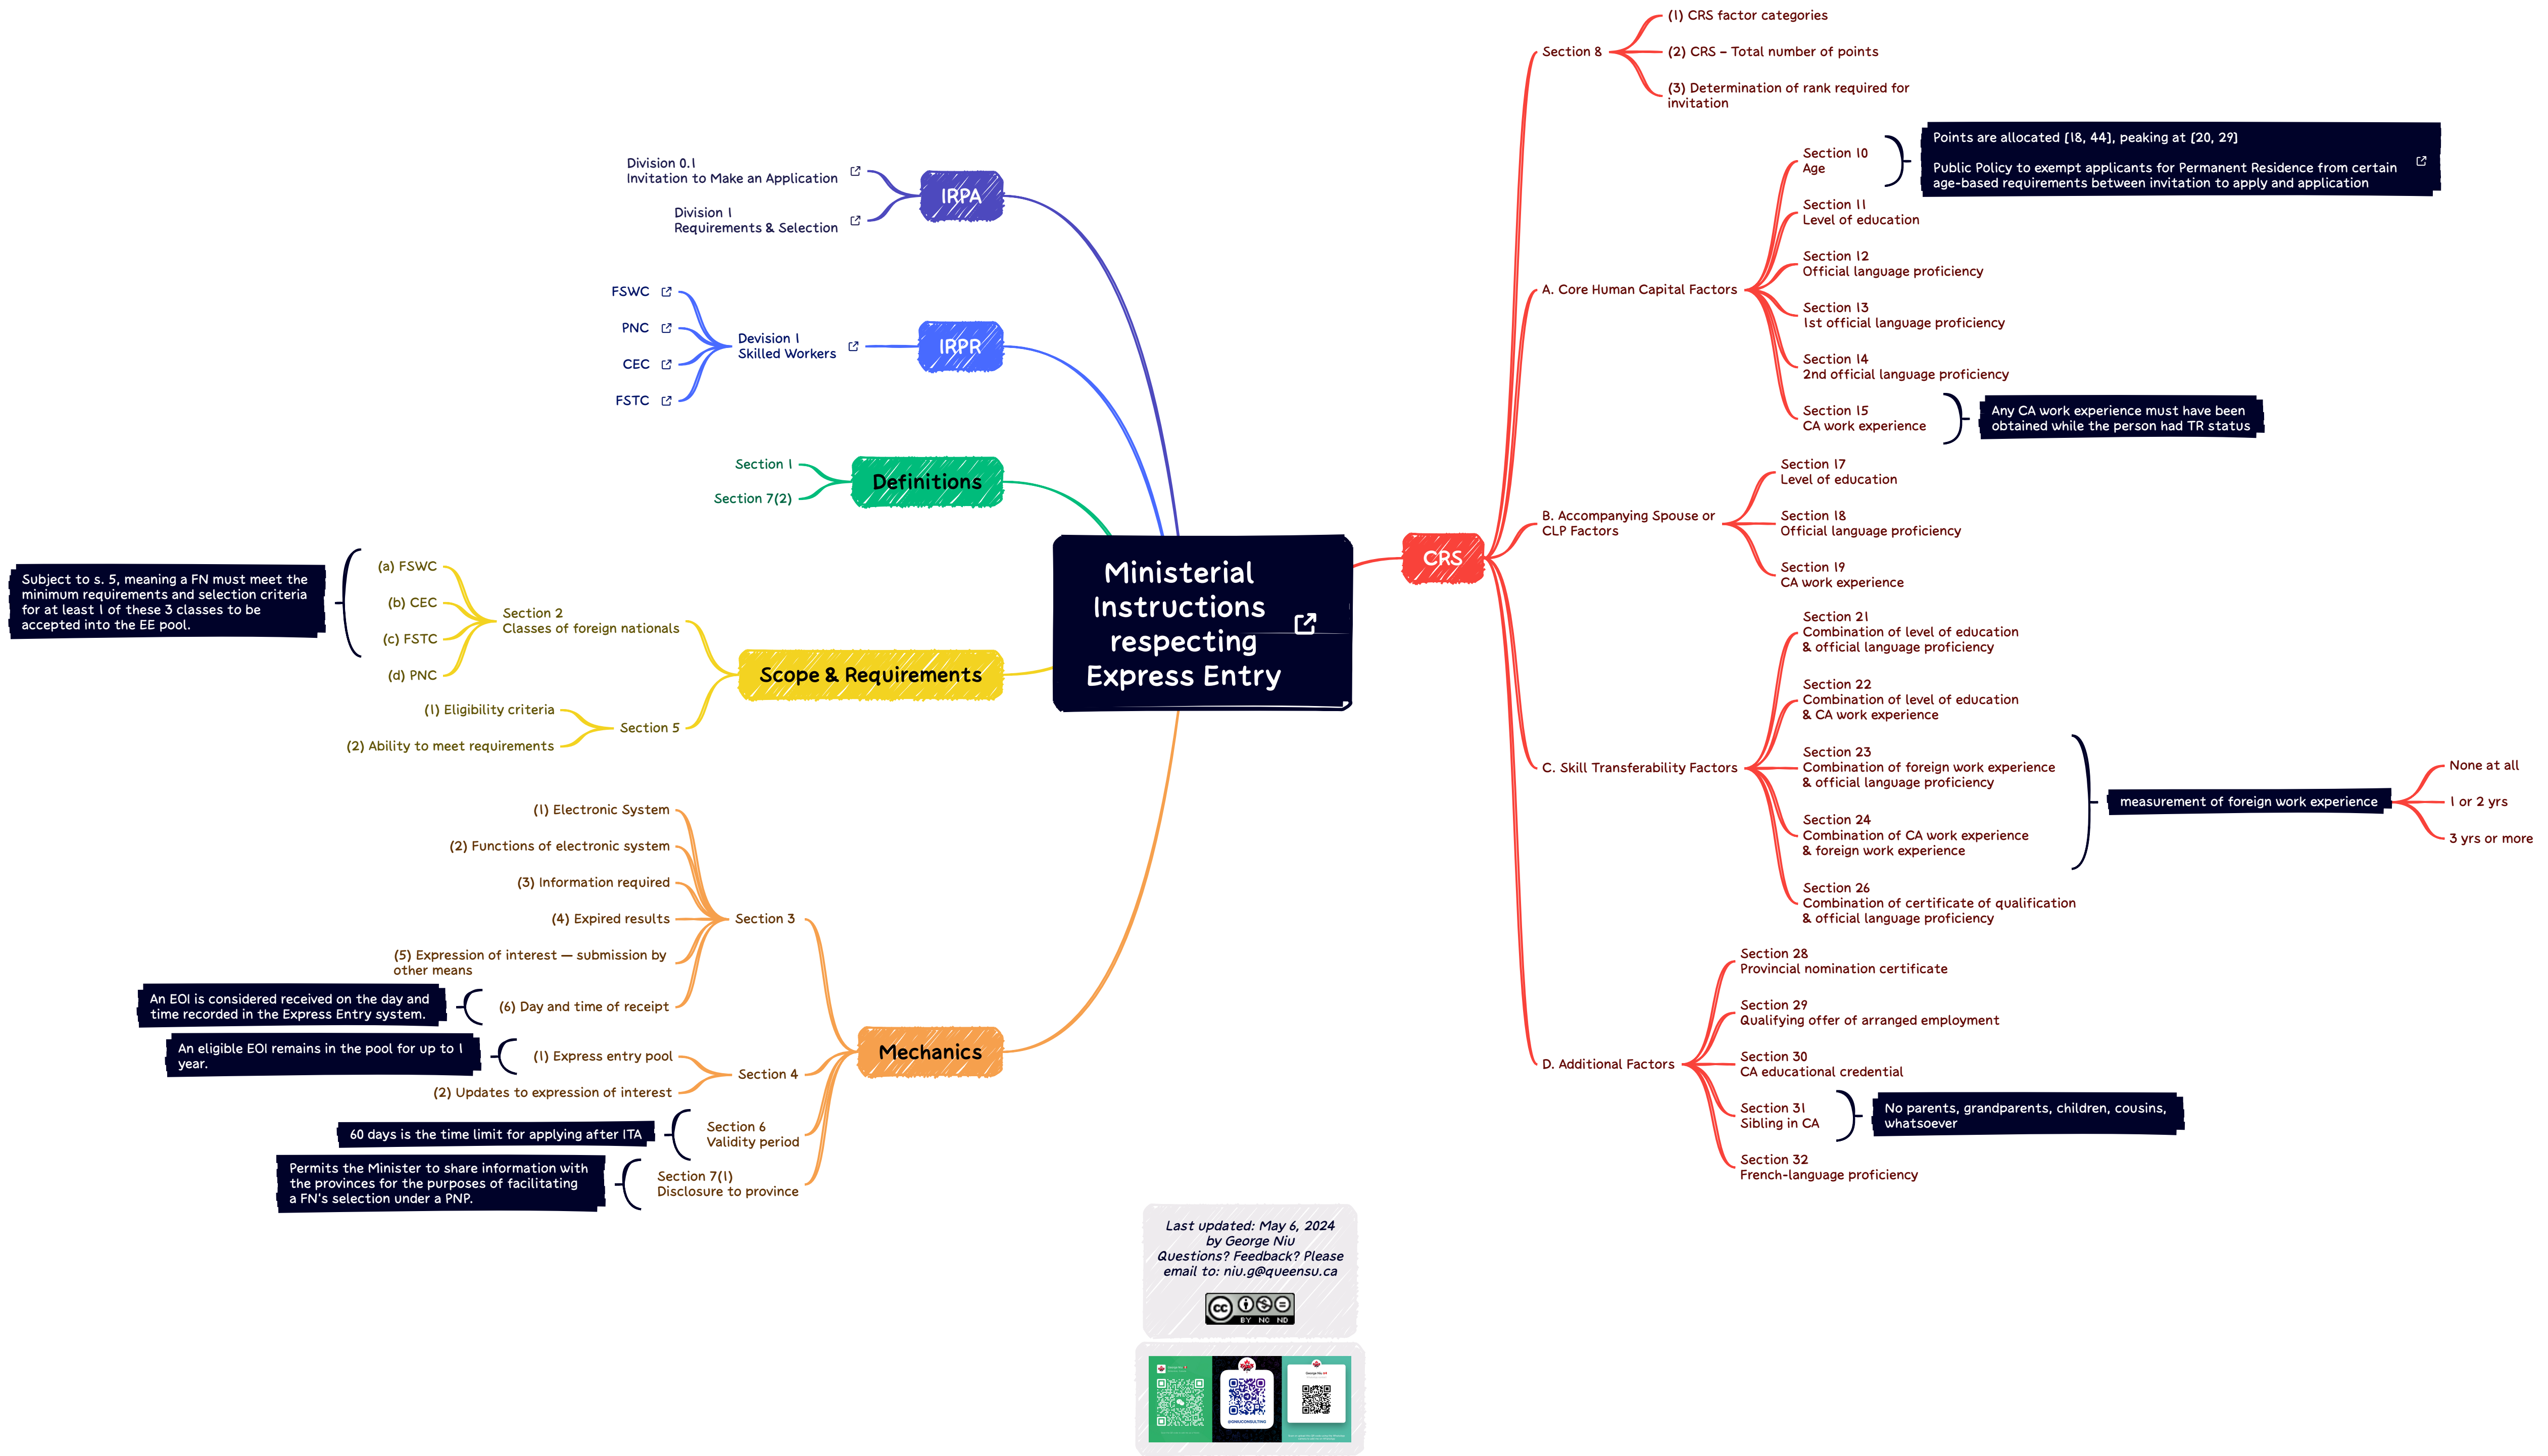 Ministerial
Instructions
respecting
Express Entry
IRPA
Division 0.1
Invitation to Make an Application
Division 1
Requirements & Selection
IRPR
Devision 1
Skilled Workers
FSWC
PNC
CEC
FSTC
Definitions
Section 1
Section 7(2)
Scope & Requirements
Section 2
Classes of foreign nationals
(a) FSWC
(b) CEC
(c) FSTC
(d) PNC
Subject to s. 5, meaning a FN must meet the
minimum requirements and selection criteria
for at least 1 of these 3 classes to be
accepted into the EE pool.
Section 5
(1) Eligibility criteria
(2) Ability to meet requirements
Mechanics
Section 3
(1) Electronic System
(2) Functions of electronic system
(3) Information required
(4) Expired results
(5) Expression of interest — submission by
other means
(6) Day and time of receipt
An EOI is considered received on the day and
time recorded in the Express Entry system.
Section 4
(1) Express entry pool
An eligible EOI remains in the pool for up to 1
year.
(2) Updates to expression of interest
Section 6
Validity period
60 days is the time limit for applying after ITA
Section 7(1)
Disclosure to province
Permits the Minister to share information with
the provinces for the purposes of facilitating
a FN's selection under a PNP.
CRS
Section 8
(1) CRS factor categories
(2) CRS – Total number of points
(3) Determination of rank required for
invitation
A. Core Human Capital Factors
Section 10
Age
Points are allocated [18, 44], peaking at [20, 29]
Public Policy to exempt applicants for Permanent Residence from certain
age-based requirements between invitation to apply and application
Section 11
Level of education
Section 12
Official language proficiency
Section 13
1st official language proficiency
Section 14
2nd official language proficiency
Section 15
CA work experience
Any CA work experience must have been
obtained while the person had TR status
B. Accompanying Spouse or
CLP Factors
Section 17
Level of education
Section 18
Official language proficiency
Section 19
CA work experience
C. Skill Transferability Factors
Section 21
Combination of level of education
& official language proficiency
Section 22
Combination of level of education
& CA work experience
Section 23
Combination of foreign work experience
& official language proficiency
Section 24
Combination of CA work experience
& foreign work experience
measurement of foreign work experience
None at all
1 or 2 yrs
3 yrs or more
Section 26
Combination of certificate of qualification
& official language proficiency
D. Additional Factors
Section 28
Provincial nomination certificate
Section 29
Qualifying offer of arranged employment
Section 30
CA educational credential
Section 31
Sibling in CA
No parents, grandparents, children, cousins,
whatsoever
Section 32
French-language proficiency
Last updated: May 6, 2024
by George Niu
Questions? Feedback? Please
email to: niu.g@queensu.ca
cc
BY NC ND
@GNIUCONSULTING